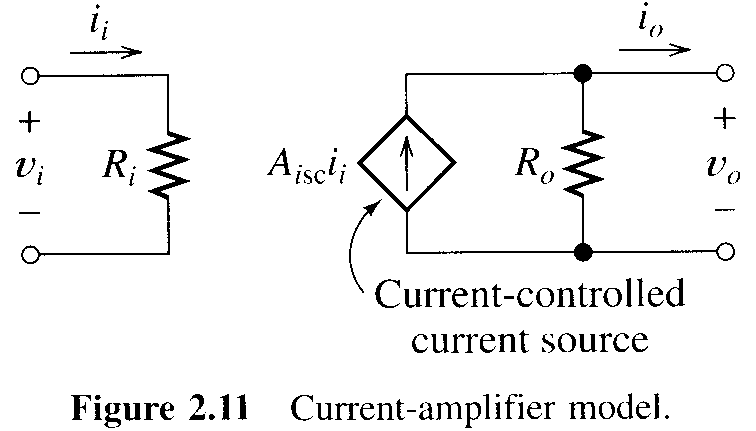 i_i
i_o
+
+
v_i
R_i
A_isc i_i
R_o
v_o
−
−
Current-controlled
current source
Figure 2.11 Current-amplifier model.